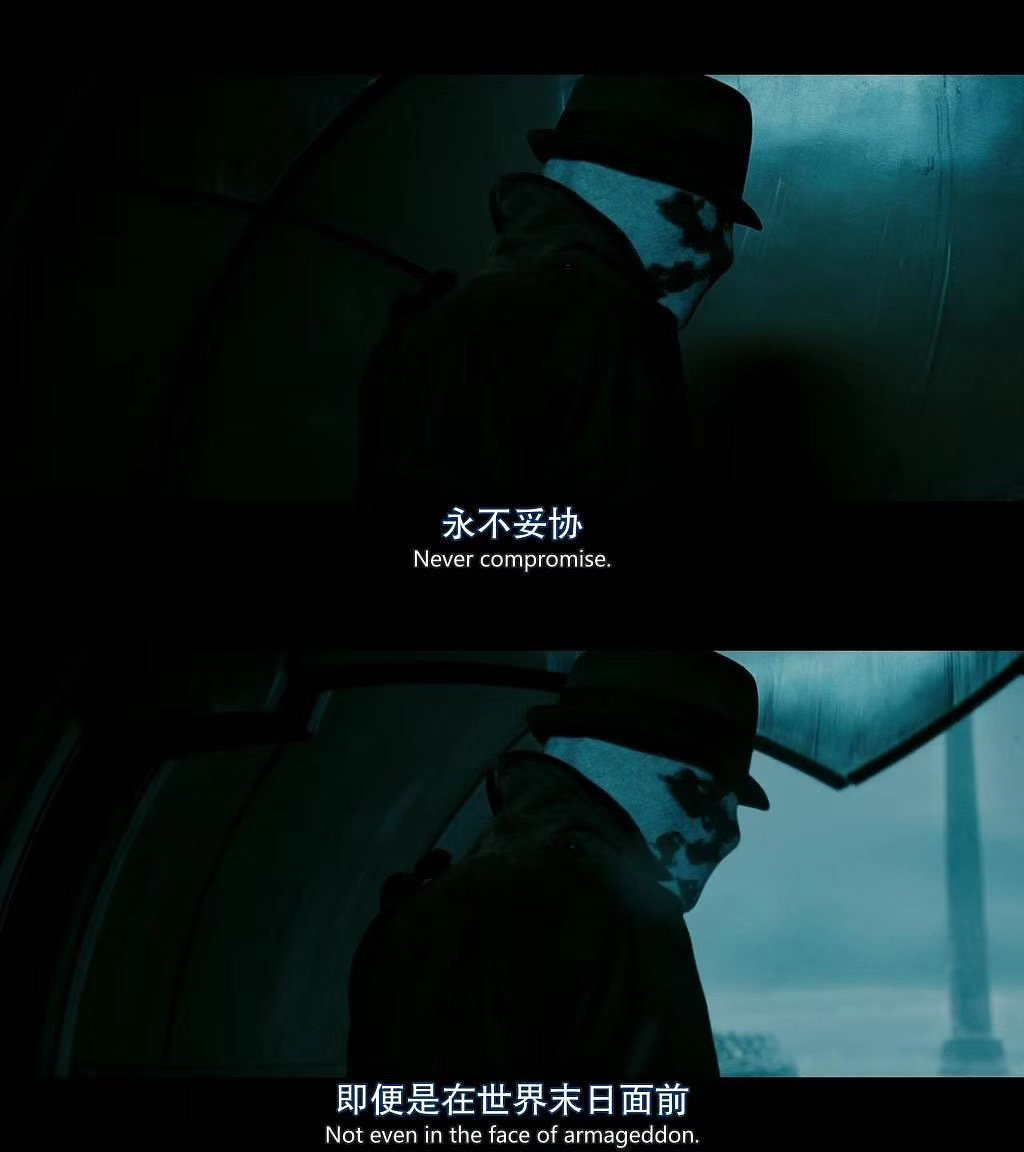 永不妥协
Never compromise.
即便是在世界末日面前
Not even in the face of armageddon.